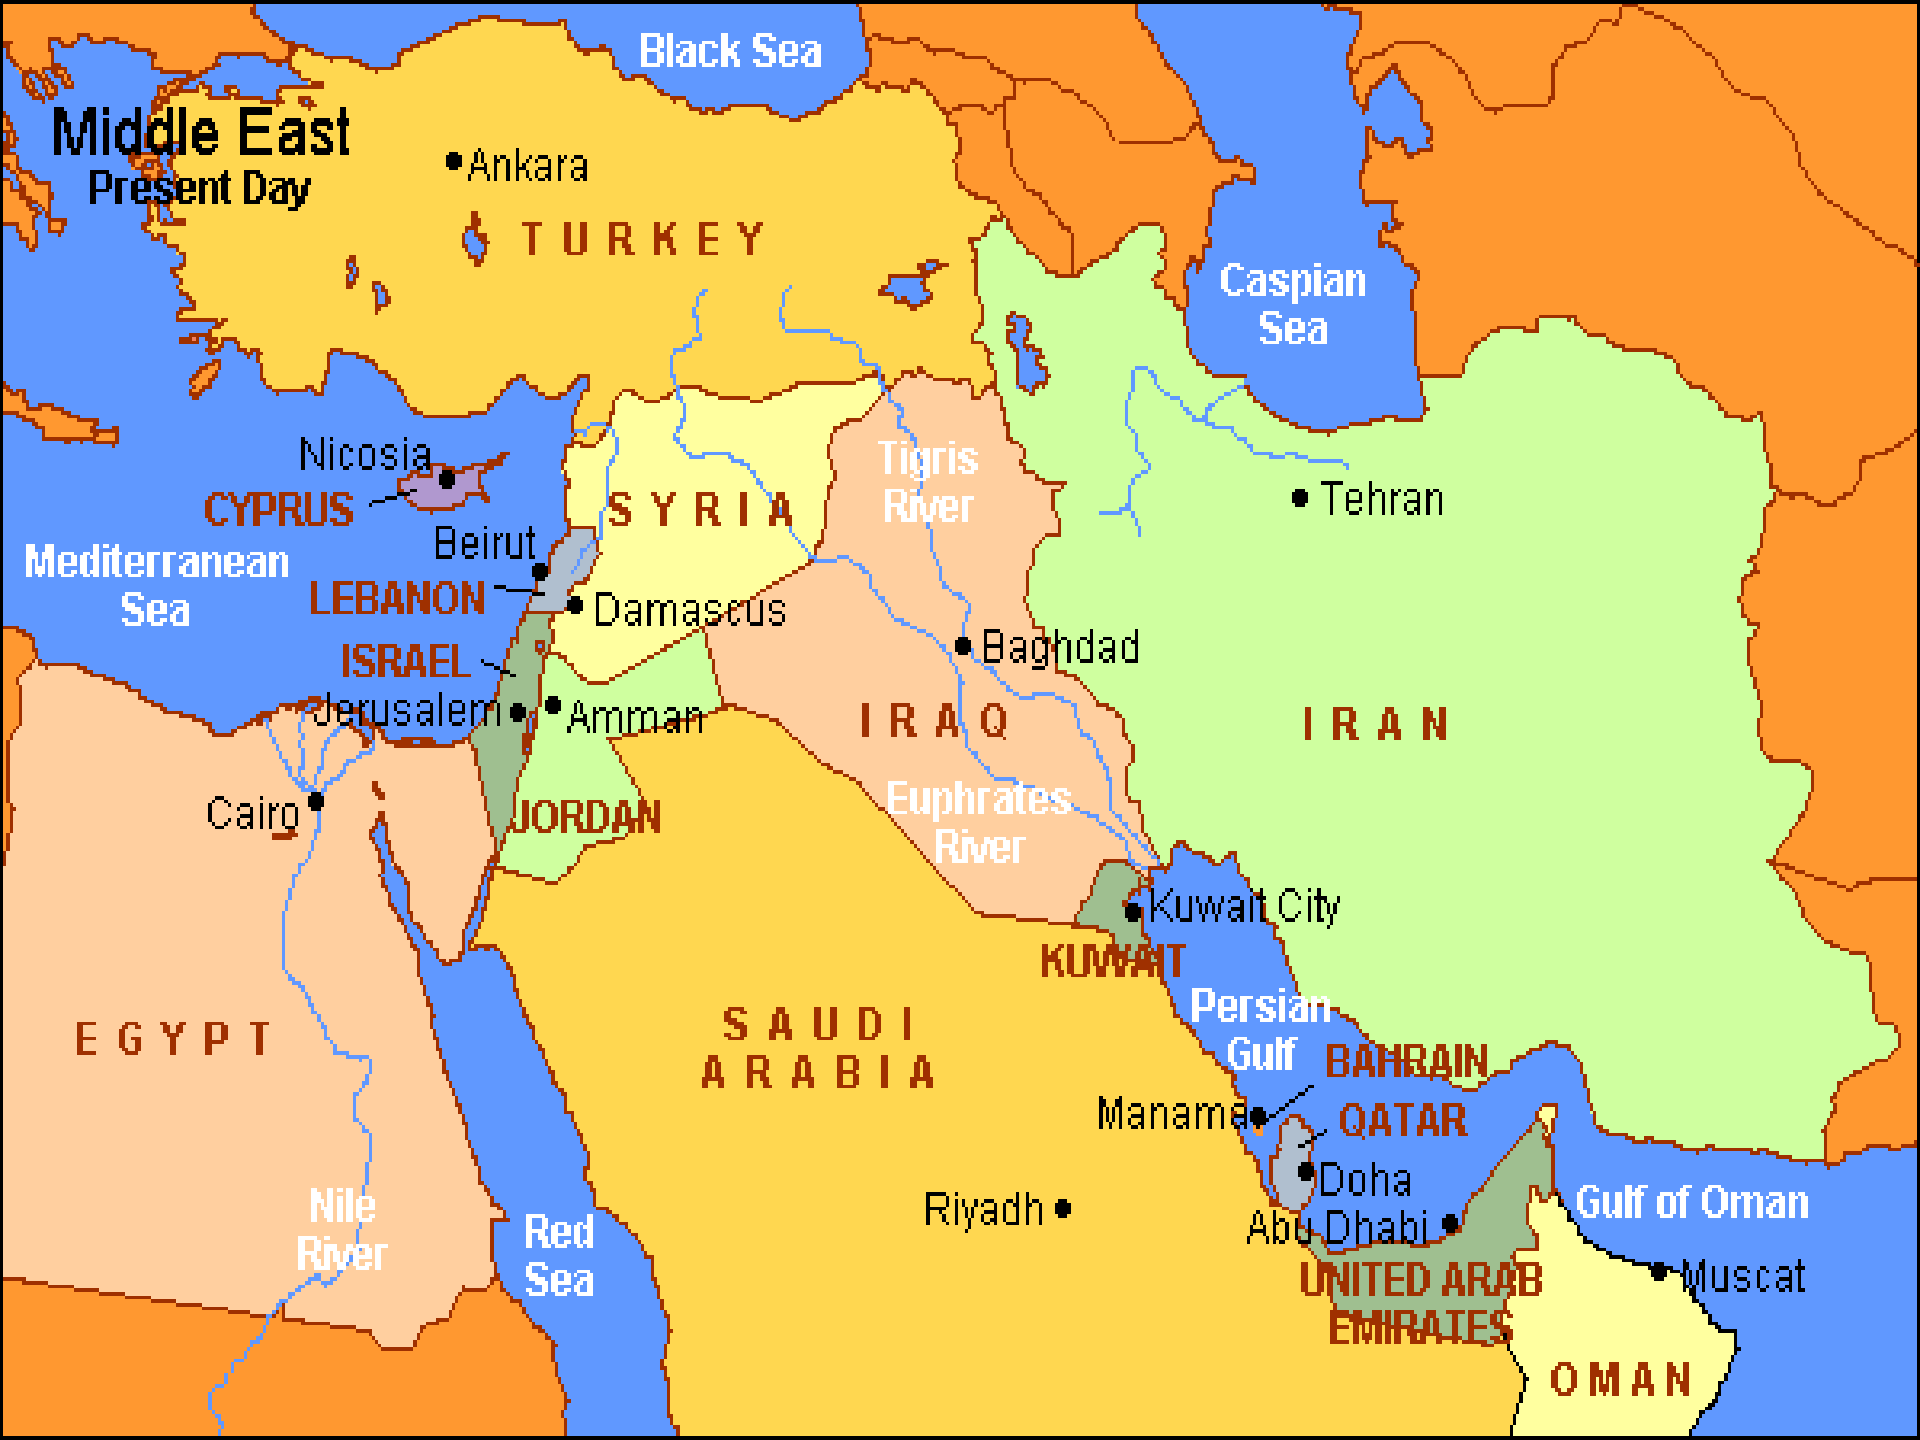 Black Sea
Middle East
Present Day
Ankara
TURKEY
Caspian
Sea
Nicosia
CYPRUS
Tigris
River
SYRIA
Tehran
Beirut
Mediterranean
Sea
LEBANON
Damascus
ISRAEL
Baghdad
Jerusalem
Amman
IRAQ
IRAN
Cairo
JORDAN
Euphrates
River
Kuwait City
KUWAIT
Persian
Gulf
EGYPT
SAUDI
ARABIA
BAHRAIN
Manama
QATAR
Doha
Riyadh
Abu Dhabi
Gulf of Oman
Nile
River
Red
Sea
UNITED ARAB
EMIRATES
Muscat
OMAN